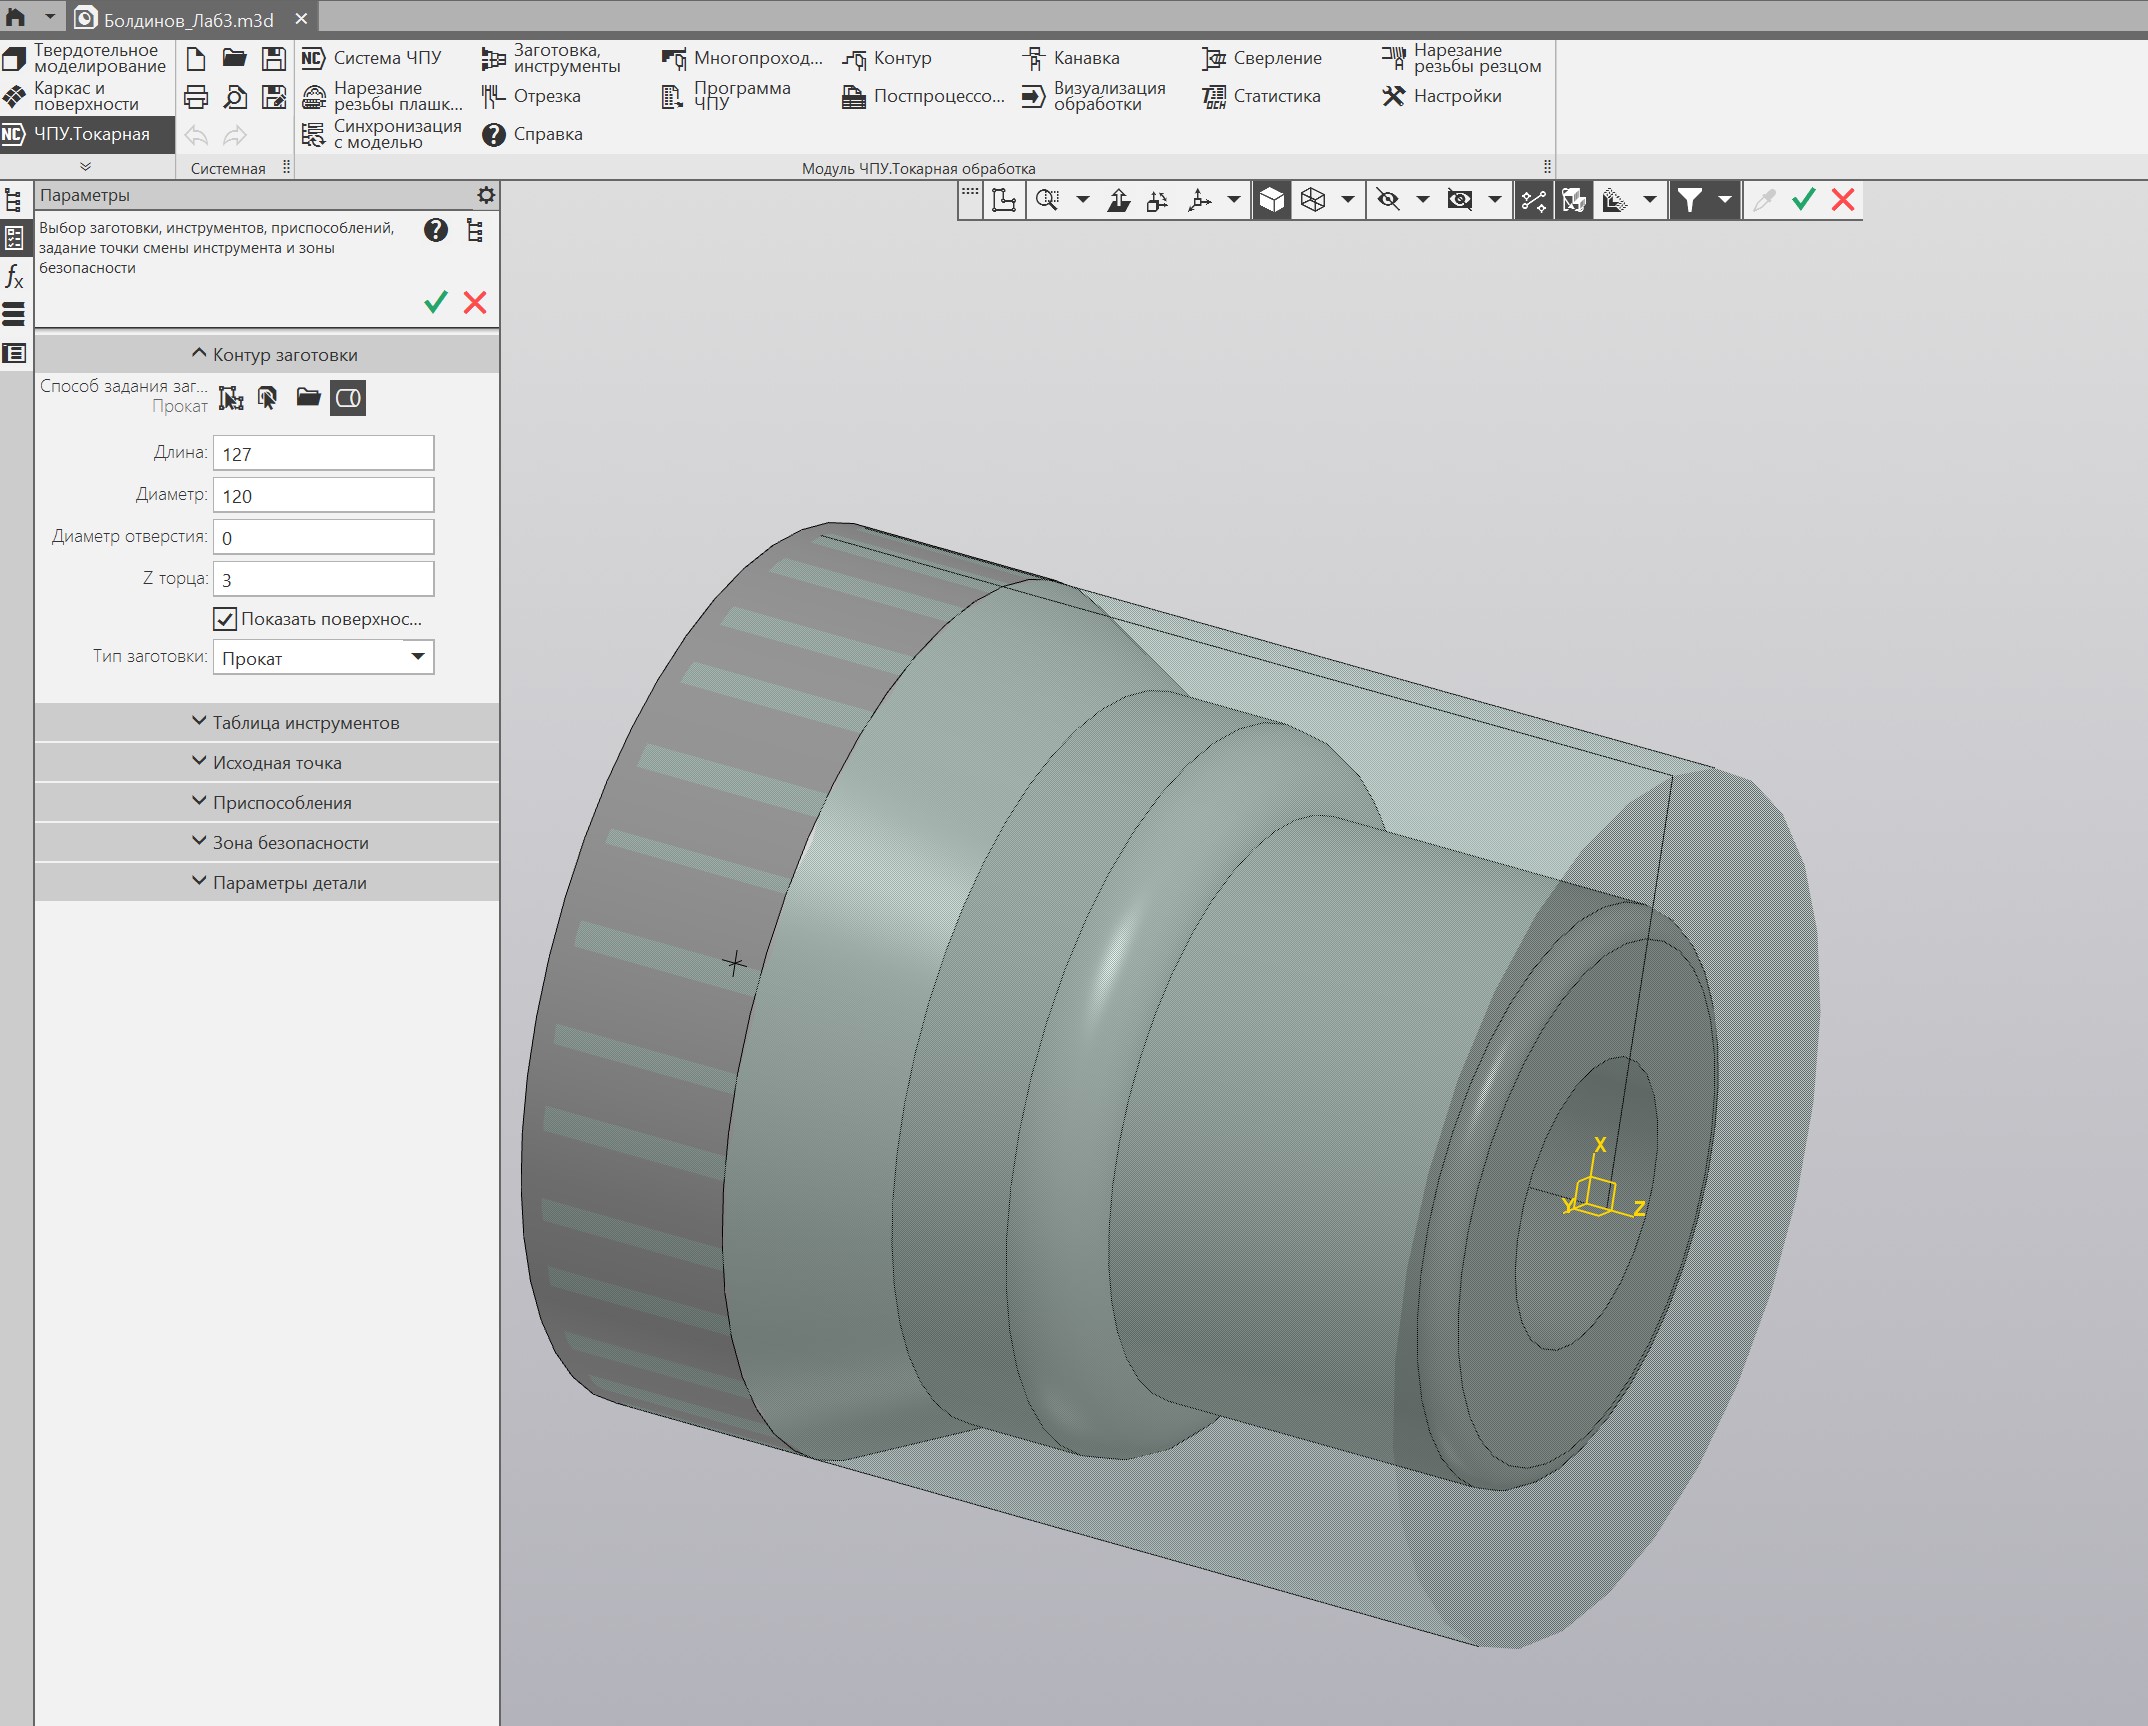 Болдинов_Лаб3.m3d
Твердотельное
моделирование
Каркас и
поверхности
NC ЧПУ.Токарная
Системная
NC Система ЧПУ
Заготовка,
инструменты
Многопроход...
Контур
Канавка
Сверление
Нарезание
резьбы резцом
Нарезание
резьбы плашк...
Отрезка
Программа
ЧПУ
Постпроцессо...
Визуализация
обработки
Статистика
Настройки
Синхронизация
с моделью
Справка
Модуль ЧПУ.Токарная обработка
Параметры
Выбор заготовки, инструментов, приспособлений,
задание точки смены инструмента и зоны
безопасности
Контур заготовки
Способ задания заг...
Прокат
Длина: 127
Диаметр: 120
Диаметр отверстия: 0
Z торца: 3
Показать поверхнос...
Тип заготовки: Прокат
Таблица инструментов
Исходная точка
Приспособления
Зона безопасности
Параметры детали
X
Y
Z